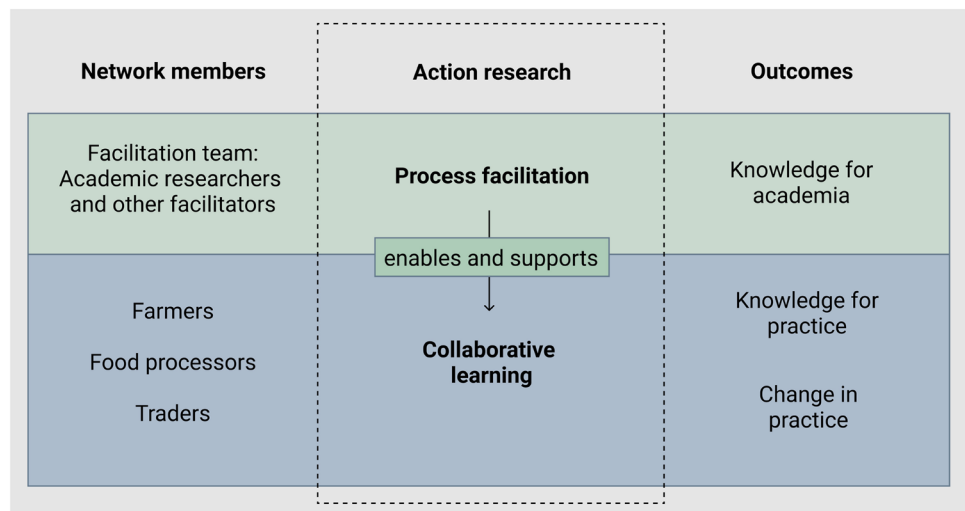 Network members
Action research
Outcomes
Facilitation team:
Academic researchers
and other facilitators
Process facilitation
Knowledge for
academia
enables and supports
Farmers
Food processors
Traders
Collaborative
learning
Knowledge for
practice
Change in
practice